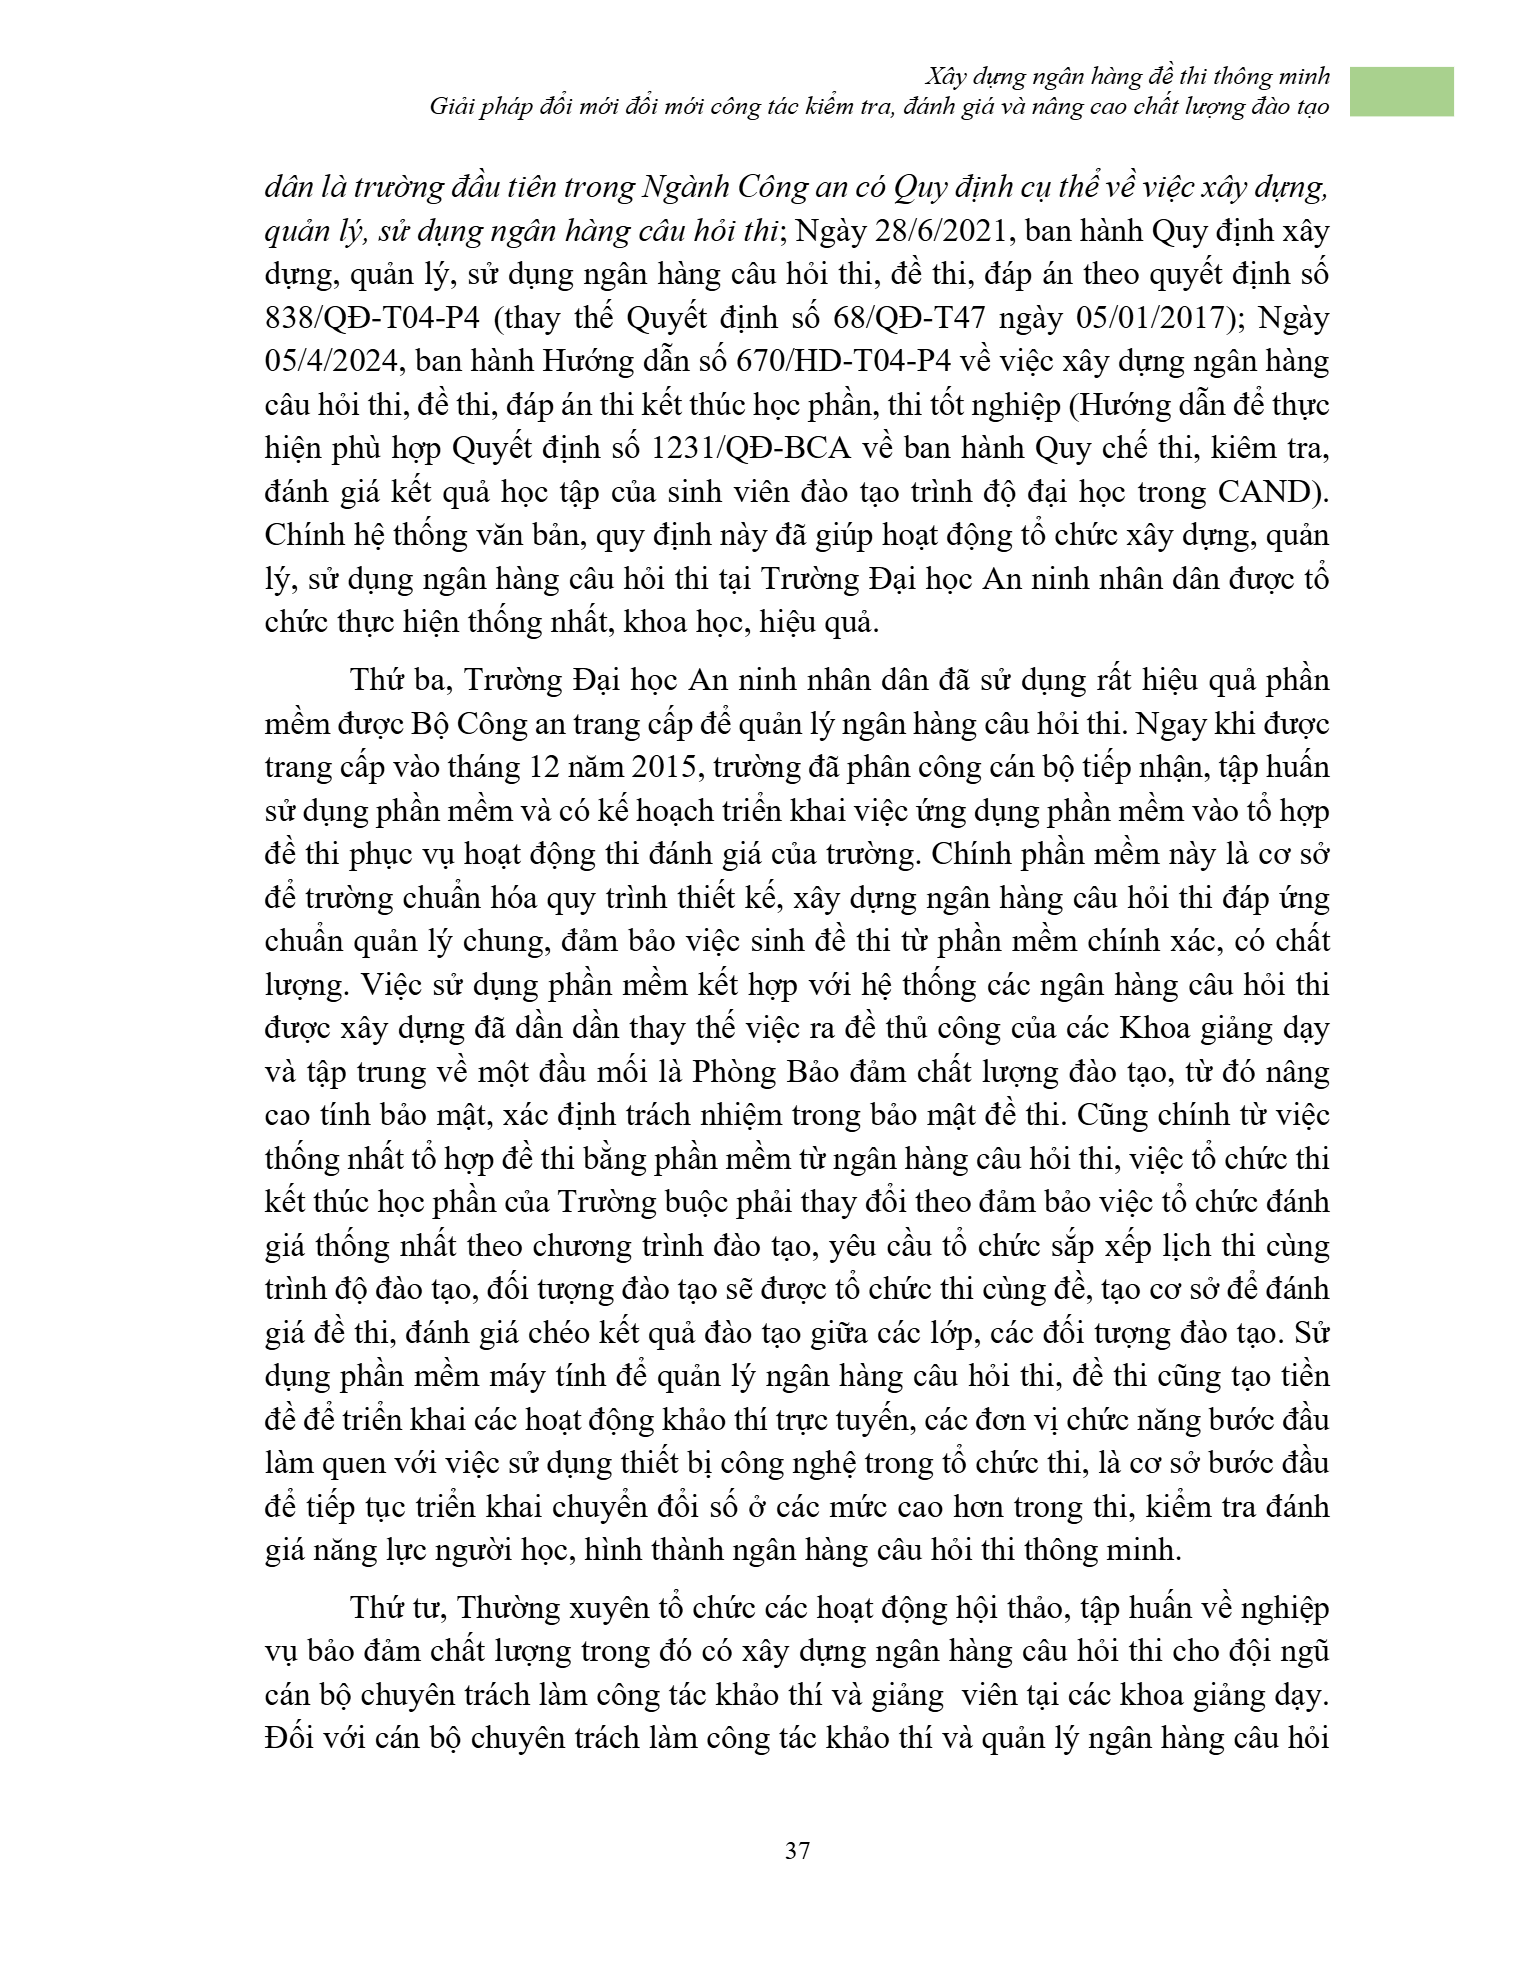 Xây dựng ngân hàng đề thi thông minh
Giải pháp đổi mới đổi mới công tác kiểm tra, đánh giá và nâng cao chất lượng đào tạo
dân là trường đầu tiên trong Ngành Công an có Quy định cụ thể về việc xây dựng,
quản lý, sử dụng ngân hàng câu hỏi thi; Ngày 28/6/2021, ban hành Quy định xây
dựng, quản lý, sử dụng ngân hàng câu hỏi thi, đề thi, đáp án theo quyết định số
838/QĐ-T04-P4 (thay thế Quyết định số 68/QĐ-T47 ngày 05/01/2017); Ngày
05/4/2024, ban hành Hướng dẫn số 670/HD-T04-P4 về việc xây dựng ngân hàng
câu hỏi thi, đề thi, đáp án thi kết thúc học phần, thi tốt nghiệp (Hướng dẫn để thực
hiện phù hợp Quyết định số 1231/QĐ-BCA về ban hành Quy chế thi, kiêm tra,
đánh giá kết quả học tập của sinh viên đào tạo trình độ đại học trong CAND).
Chính hệ thống văn bản, quy định này đã giúp hoạt động tổ chức xây dựng, quản
lý, sử dụng ngân hàng câu hỏi thi tại Trường Đại học An ninh nhân dân được tổ
chức thực hiện thống nhất, khoa học, hiệu quả.
Thứ ba, Trường Đại học An ninh nhân dân đã sử dụng rất hiệu quả phần
mềm được Bộ Công an trang cấp để quản lý ngân hàng câu hỏi thi. Ngay khi được
trang cấp vào tháng 12 năm 2015, trường đã phân công cán bộ tiếp nhận, tập huấn
sử dụng phần mềm và có kế hoạch triển khai việc ứng dụng phần mềm vào tổ hợp
đề thi phục vụ hoạt động thi đánh giá của trường. Chính phần mềm này là cơ sở
để trường chuẩn hóa quy trình thiết kế, xây dựng ngân hàng câu hỏi thi đáp ứng
chuẩn quản lý chung, đảm bảo việc sinh đề thi từ phần mềm chính xác, có chất
lượng. Việc sử dụng phần mềm kết hợp với hệ thống các ngân hàng câu hỏi thi
được xây dựng đã dần dần thay thế việc ra đề thủ công của các Khoa giảng dạy
và tập trung về một đầu mối là Phòng Bảo đảm chất lượng đào tạo, từ đó nâng
cao tính bảo mật, xác định trách nhiệm trong bảo mật đề thi. Cũng chính từ việc
thống nhất tổ hợp đề thi bằng phần mềm từ ngân hàng câu hỏi thi, việc tổ chức thi
kết thúc học phần của Trường buộc phải thay đổi theo đảm bảo việc tổ chức đánh
giá thống nhất theo chương trình đào tạo, yêu cầu tổ chức sắp xếp lịch thi cùng
trình độ đào tạo, đối tượng đào tạo sẽ được tổ chức thi cùng đề, tạo cơ sở để đánh
giá đề thi, đánh giá chéo kết quả đào tạo giữa các lớp, các đối tượng đào tạo. Sử
dụng phần mềm máy tính để quản lý ngân hàng câu hỏi thi, đề thi cũng tạo tiền
đề để triển khai các hoạt động khảo thí trực tuyến, các đơn vị chức năng bước đầu
làm quen với việc sử dụng thiết bị công nghệ trong tổ chức thi, là cơ sở bước đầu
để tiếp tục triển khai chuyển đổi số ở các mức cao hơn trong thi, kiểm tra đánh
giá năng lực người học, hình thành ngân hàng câu hỏi thi thông minh.
Thứ tư, Thường xuyên tổ chức các hoạt động hội thảo, tập huấn về nghiệp
vụ bảo đảm chất lượng trong đó có xây dựng ngân hàng câu hỏi thi cho đội ngũ
cán bộ chuyên trách làm công tác khảo thí và giảng  viên tại các khoa giảng dạy.
Đối với cán bộ chuyên trách làm công tác khảo thí và quản lý ngân hàng câu hỏi
37